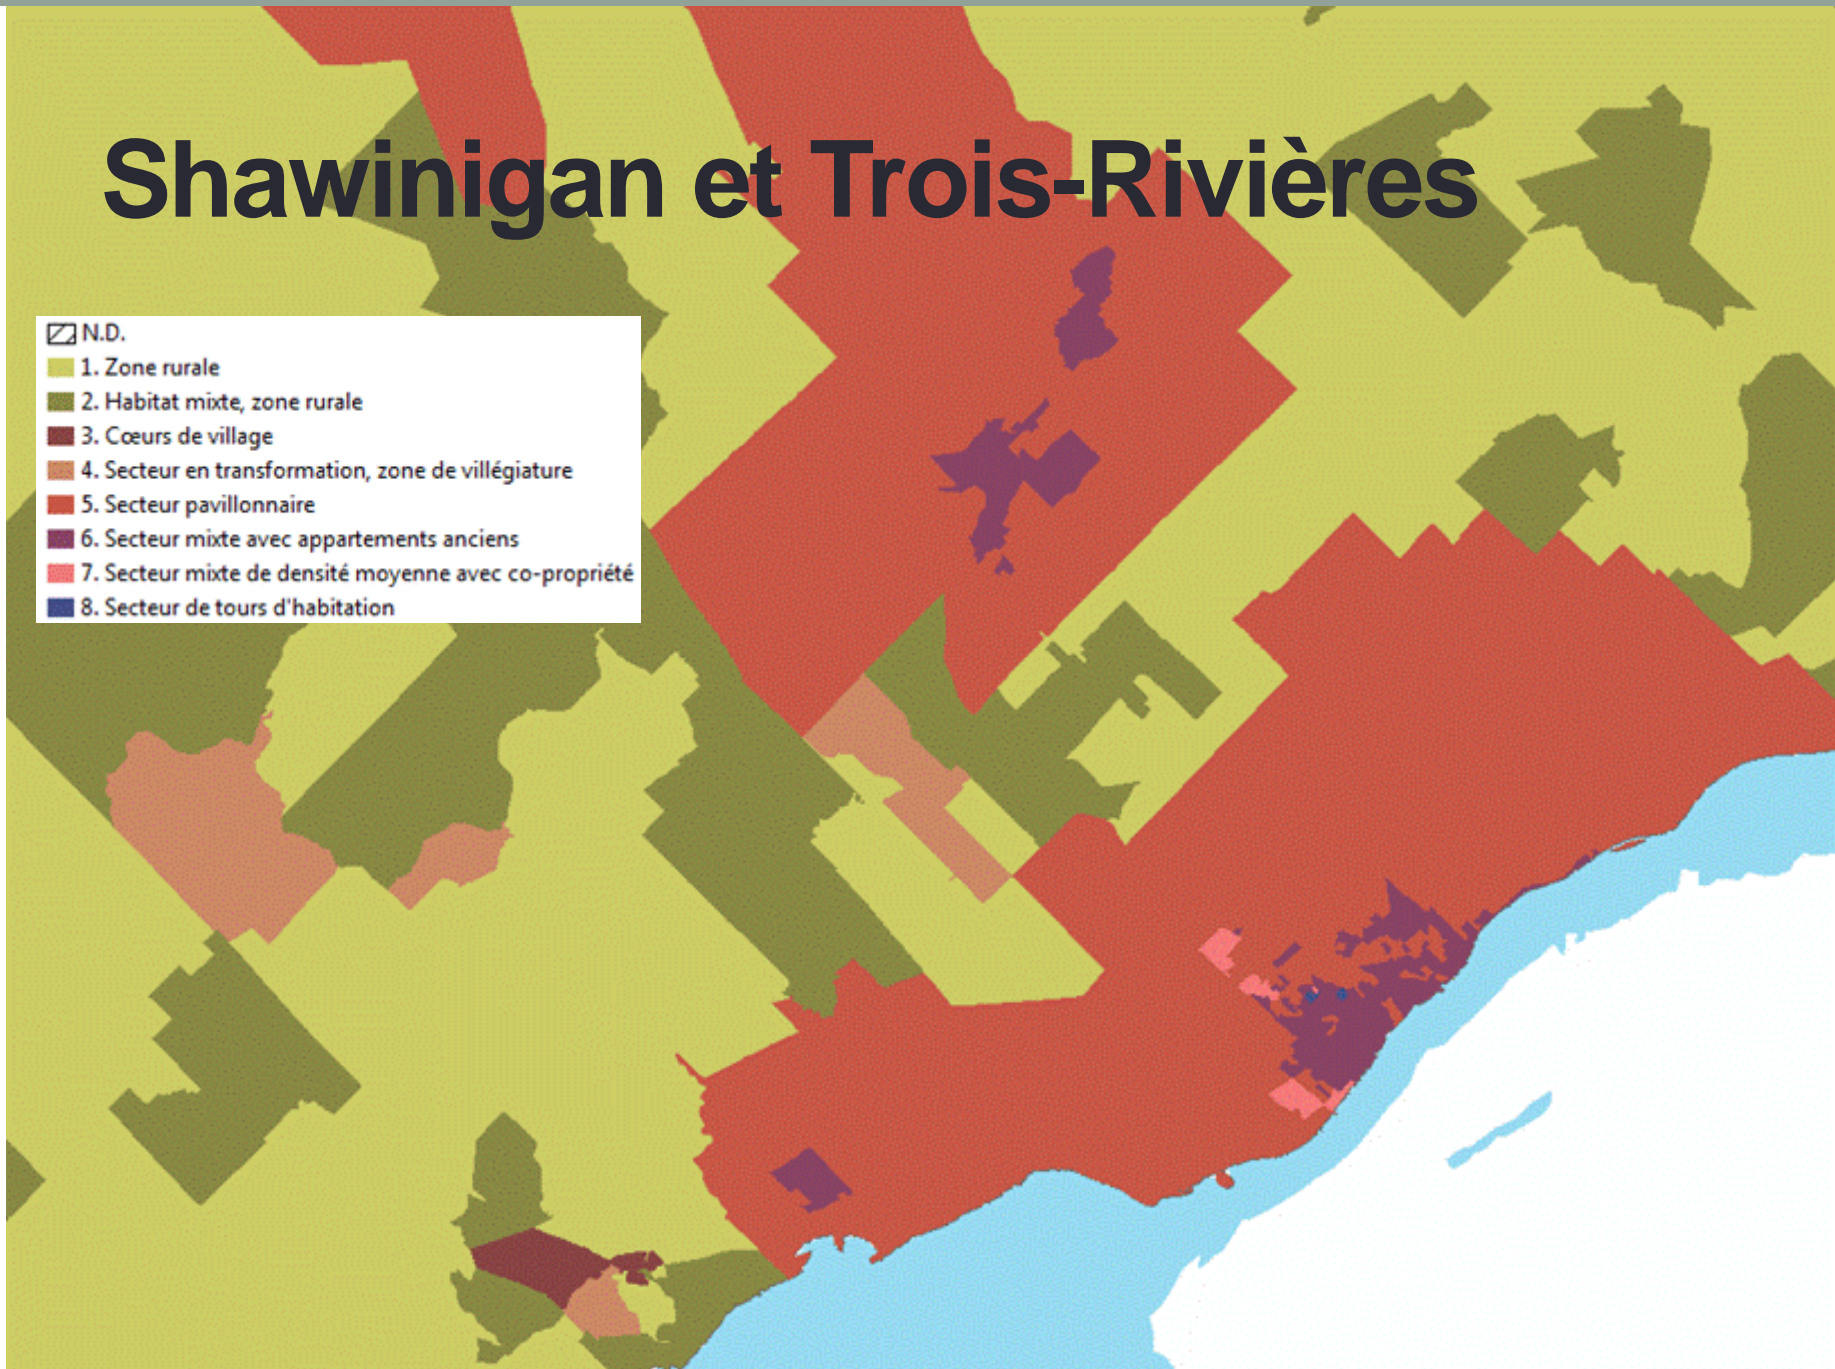 Shawinigan et Trois-Rivières
N.D.
1. Zone rurale
2. Habitat mixte, zone rurale
3. Cœurs de village
4. Secteur en transformation, zone de villégiature
5. Secteur pavillonnaire
6. Secteur mixte avec appartements anciens
7. Secteur mixte de densité moyenne avec co-propriété
8. Secteur de tours d'habitation